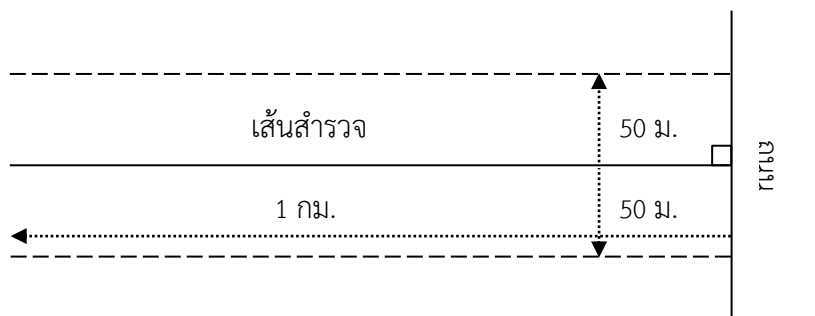 เส้นสำรวจ
50 ม.
ถนน
1 กม.
50 ม.